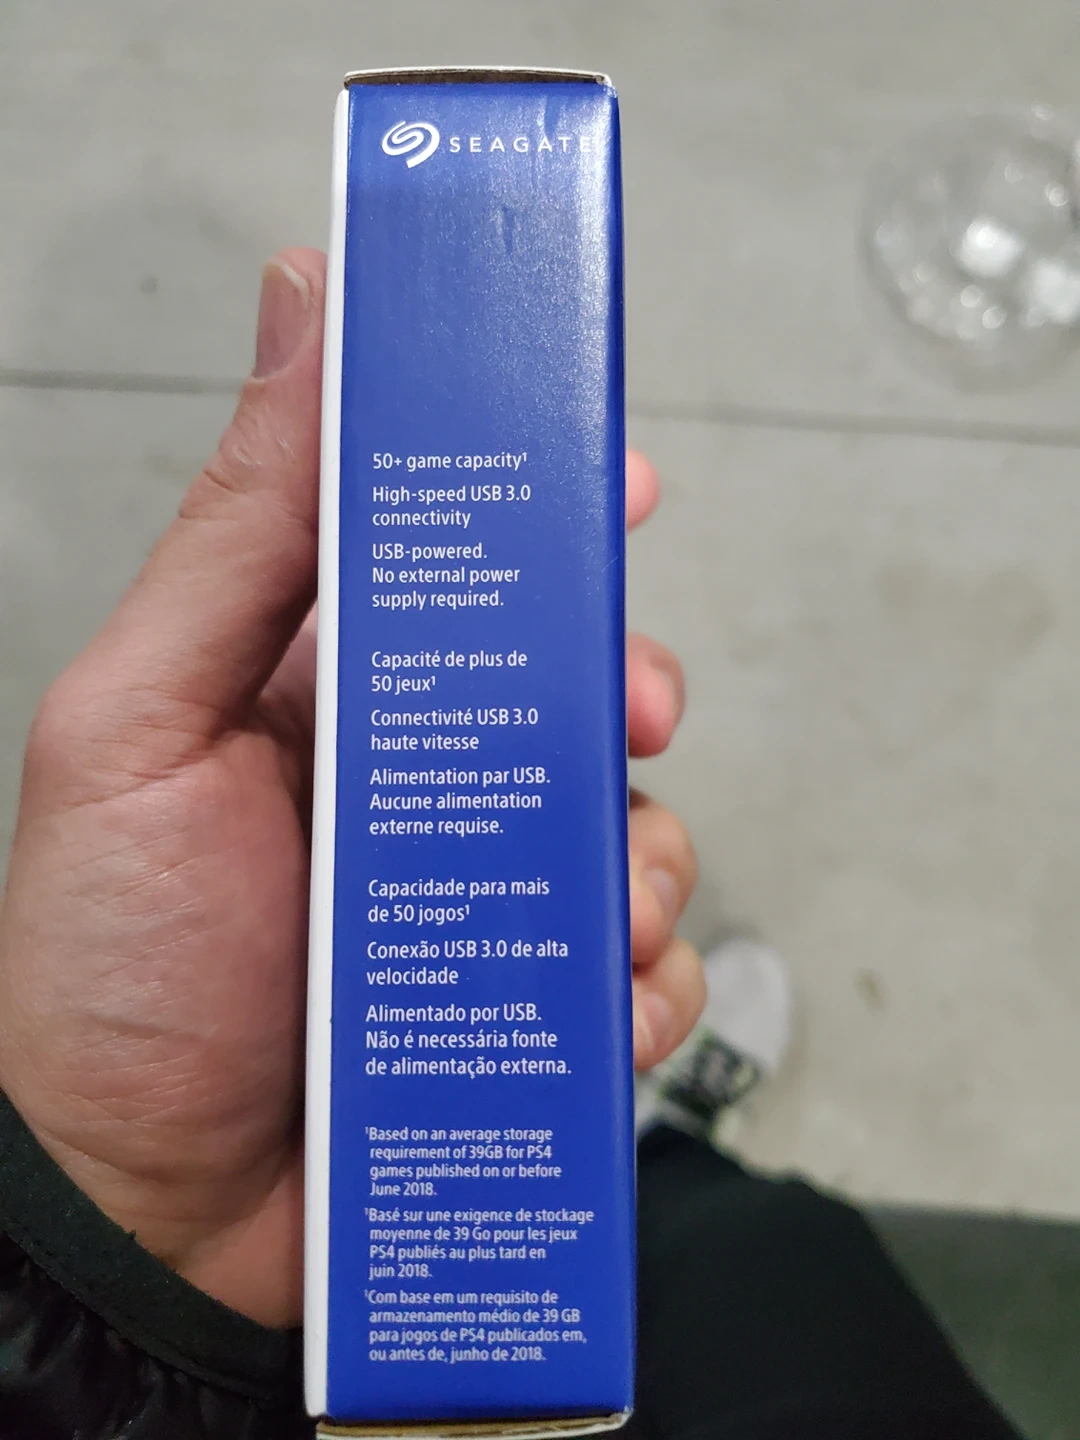 SEAGATE
50+ game capacity¹
High-speed USB 3.0
connectivity
USB-powered.
No external power
supply required.
Capacité de plus de
50 jeux¹
Connectivité USB 3.0
haute vitesse
Alimentation par USB.
Aucune alimentation
externe requise.
Capacidade para mais
de 50 jogos¹
Conexão USB 3.0 de alta
velocidade
Alimentado por USB.
Não é necessária fonte
de alimentação externa.
¹Based on an average storage
requirement of 39GB for PS4
games published on or before
June 2018.
¹Basé sur une exigence de stockage
moyenne de 39 Go pour les jeux
PS4 publiés au plus tard en
juin 2018.
¹Com base em um requisito de
armazenamento médio de 39 GB
para jogos de PS4 publicados em,
ou antes de, junho de 2018.